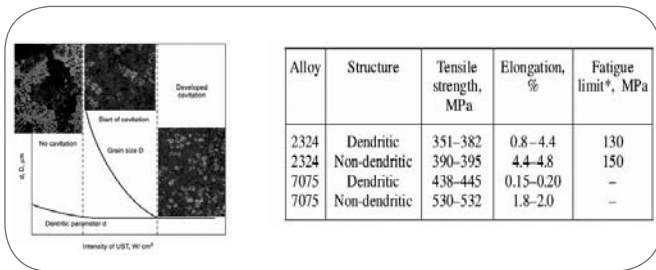 Developed
cavitation
Start of cavitation
No cavitation
Grain size D
d, D, μm
Dendritic parameter d
Intensity of UST, W/cm²
Alloy Structure Tensile strength, MPa Elongation, % Fatigue limit*, MPa
2324 Dendritic 351–382 0.8–4.4 130
2324 Non-dendritic 390–395 4.4–4.8 150
7075 Dendritic 438–445 0.15–0.20 –
7075 Non-dendritic 530–532 1.8–2.0 –